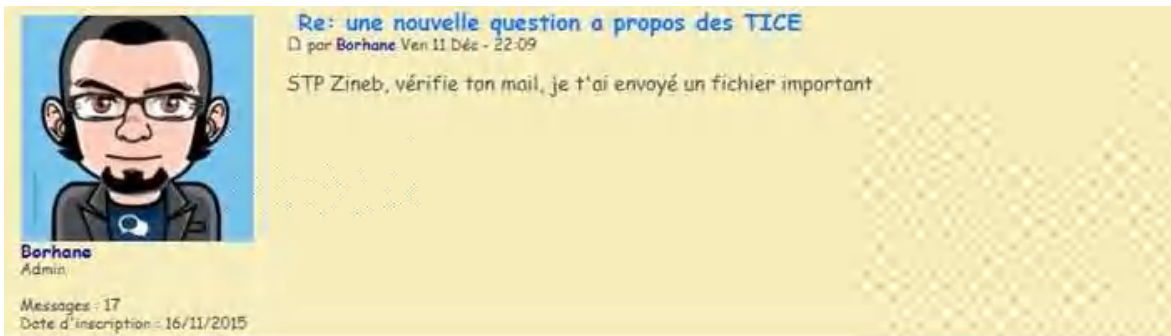 Re: une nouvelle question a propos des TICE
par Borhane Ven 11 Déc - 22:09
STP Zineb, vérifie ton mail, je t'ai envoyé un fichier important
Borhane
Admin
Messages : 17
Date d'inscription : 16/11/2015